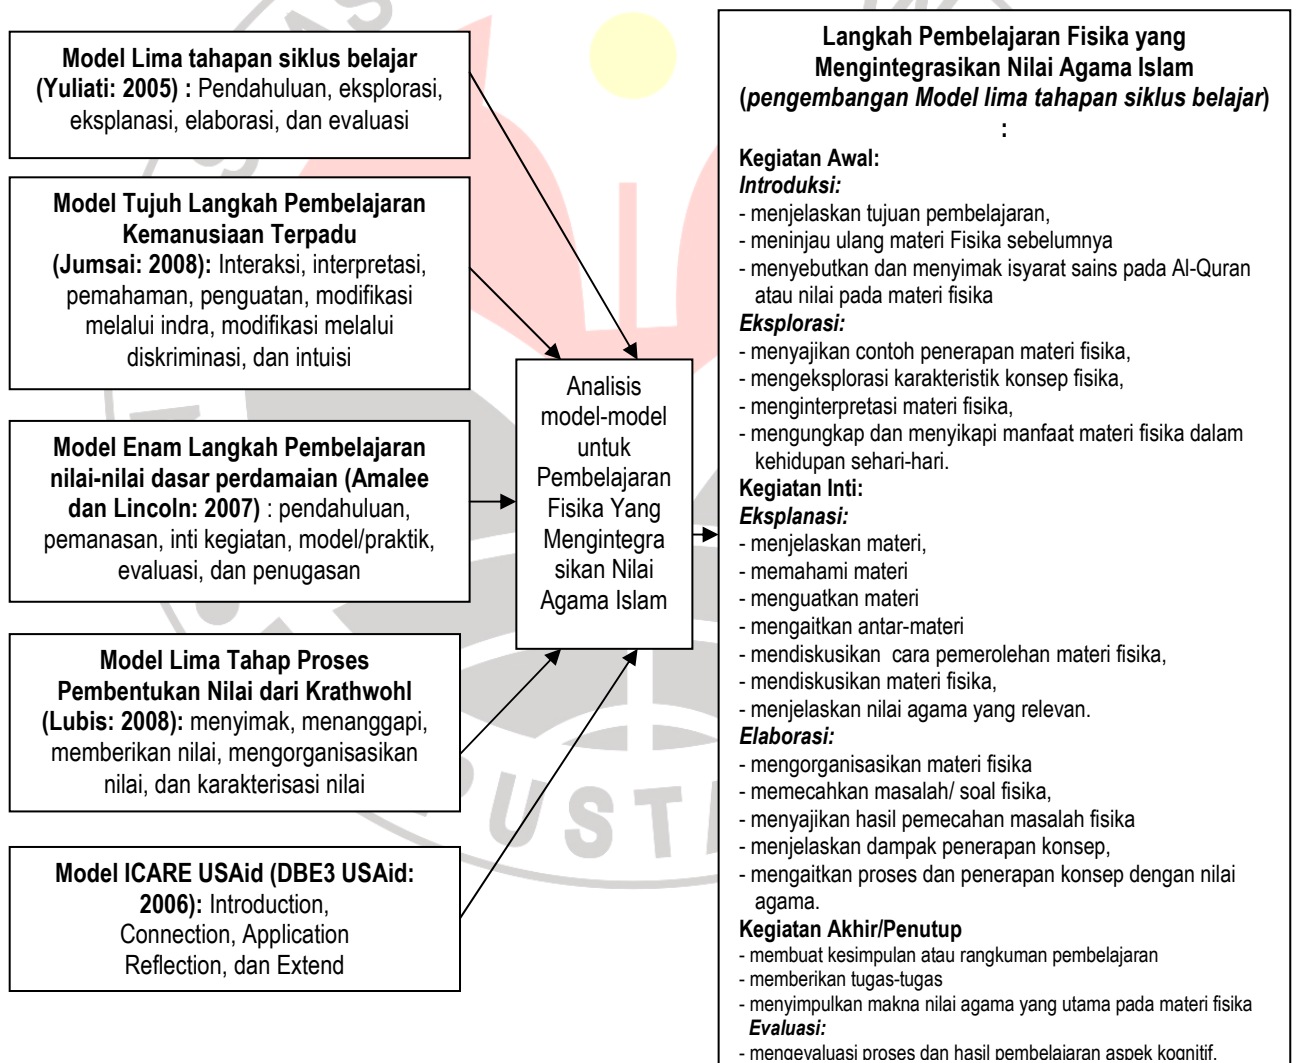 Model Lima tahapan siklus belajar
(Yuliati: 2005) : Pendahuluan, eksplorasi,
eksplanasi, elaborasi, dan evaluasi
Model Tujuh Langkah Pembelajaran
Kemanusiaan Terpadu
(Jumsai: 2008): Interaksi, interpretasi,
pemahaman, penguatan, modifikasi
melalui indra, modifikasi melalui
diskriminasi, dan intuisi
Model Enam Langkah Pembelajaran
nilai-nilai dasar perdamaian (Amalee
dan Lincoln: 2007) : pendahuluan,
pemanasan, inti kegiatan, model/praktik,
evaluasi, dan penugasan
Model Lima Tahap Proses
Pembentukan Nilai dari Krathwohl
(Lubis: 2008): menyimak, menanggapi,
memberikan nilai, mengorganisasikan
nilai, dan karakterisasi nilai
Model ICARE USAid (DBE3 USAid:
2006): Introduction,
Connection, Application
Reflection, dan Extend
Analisis
model-model
untuk
Pembelajaran
Fisika Yang
Mengintegra
sikan Nilai
Agama Islam
Langkah Pembelajaran Fisika yang
Mengintegrasikan Nilai Agama Islam
(pengembangan Model lima tahapan siklus belajar)
:
Kegiatan Awal:
Introduksi:
- menjelaskan tujuan pembelajaran,
- meninjau ulang materi Fisika sebelumnya
- menyebutkan dan menyimak isyarat sains pada Al-Quran
atau nilai pada materi fisika
Eksplorasi:
- menyajikan contoh penerapan materi fisika,
- mengeksplorasi karakteristik konsep fisika,
- menginterpretasi materi fisika,
- mengungkap dan menyikapi manfaat materi fisika dalam
kehidupan sehari-hari.
Kegiatan Inti:
Eksplanasi:
- menjelaskan materi,
- memahami materi
- menguatkan materi
- mengaitkan antar-materi
- mendiskusikan cara pemerolehan materi fisika,
- mendiskusikan materi fisika,
- menjelaskan nilai agama yang relevan.
Elaborasi:
- mengorganisasikan materi fisika
- memecahkan masalah/ soal fisika,
- menyajikan hasil pemecahan masalah fisika
- menjelaskan dampak penerapan konsep,
- mengaitkan proses dan penerapan konsep dengan nilai
agama.
Kegiatan Akhir/Penutup
- membuat kesimpulan atau rangkuman pembelajaran
- memberikan tugas-tugas
- menyimpulkan makna nilai agama yang utama pada materi fisika
Evaluasi:
- mengevaluasi proses dan hasil pembelajaran aspek kognitif,